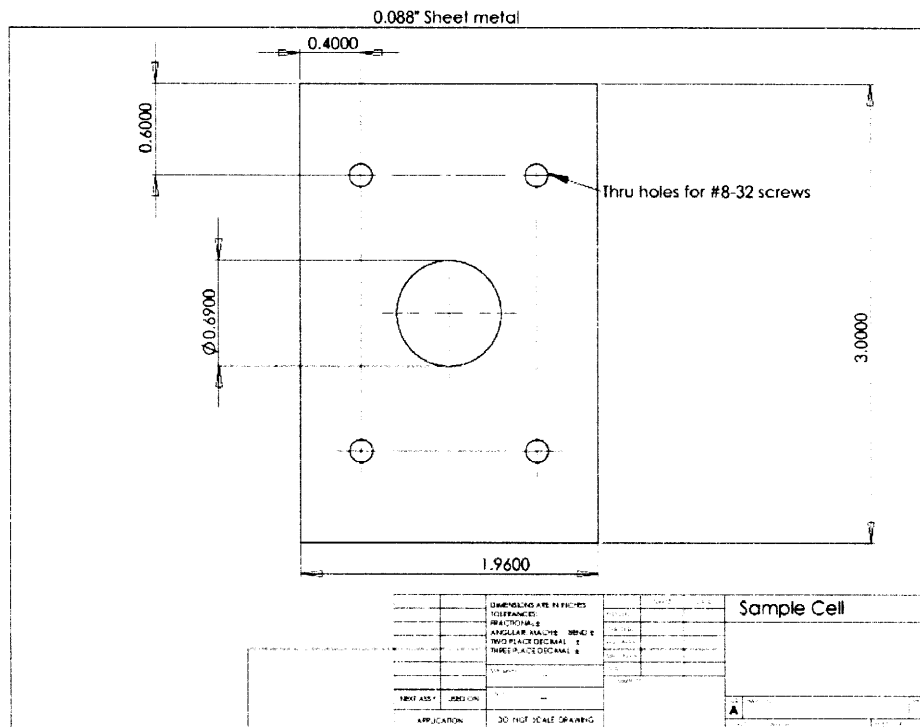 0.088" Sheet metal
0.4000
0.6000
Thru holes for #8-32 screws
Ø0.6900
3.0000
1.9600
DIMENSIONS ARE IN INCHES
TOLERANCES:
FRACTIONAL±
ANGULAR: MACH± BEND ±
TWO PLACE DECIMAL ±
THREE PLACE DECIMAL ±
Sample Cell
NEXT ASSY USED ON
APPLICATION
DO NOT SCALE DRAWING
A